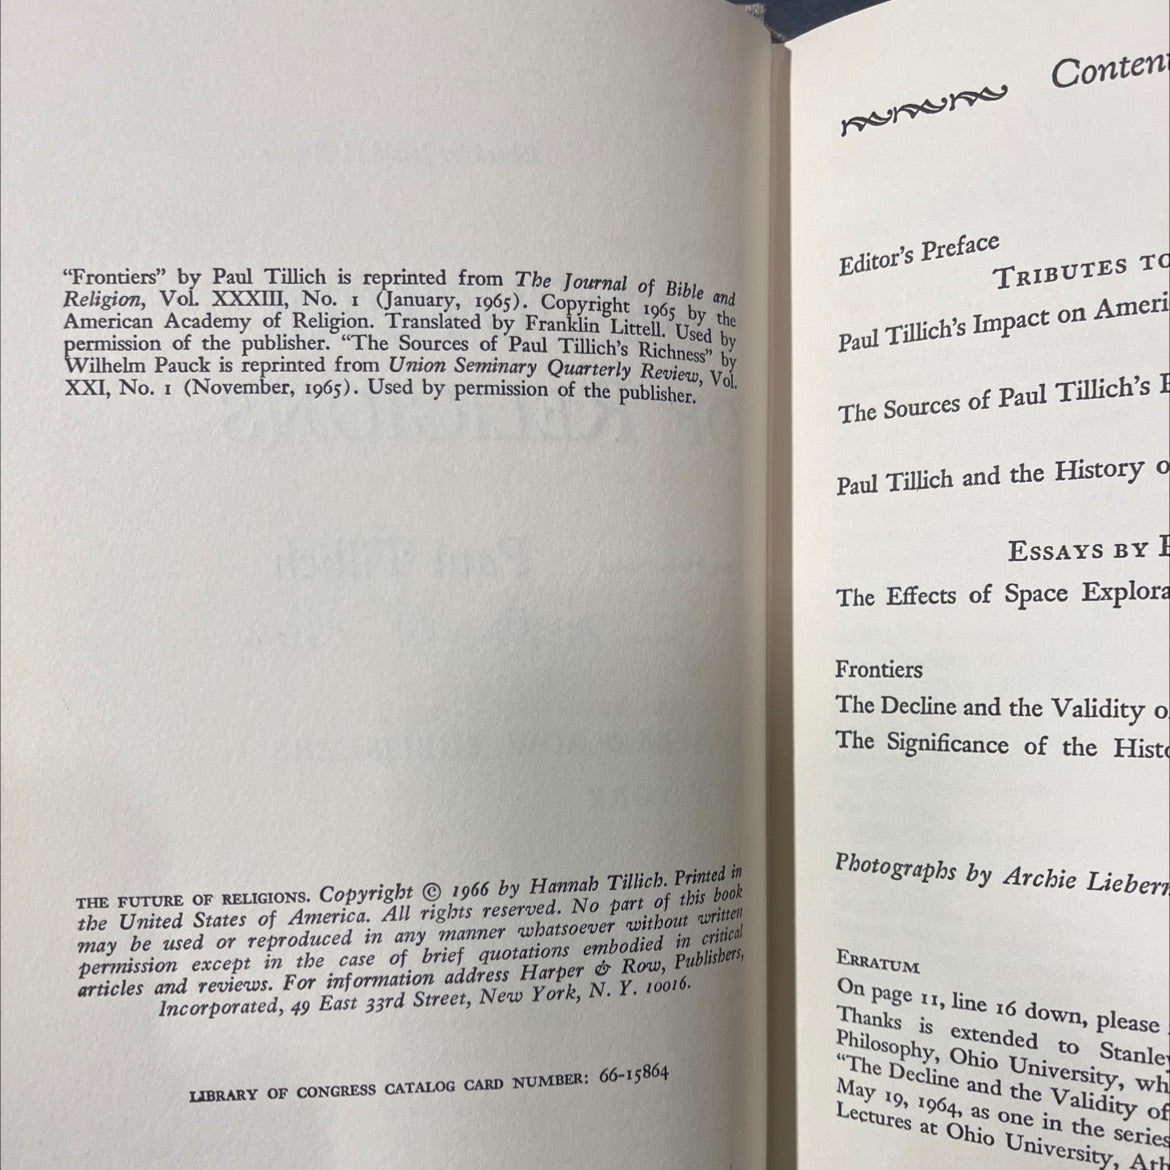 "Frontiers" by Paul Tillich is reprinted from The Journal of Bible and
Religion, Vol. XXXIII, No. 1 (January, 1965). Copyright 1965 by the
American Academy of Religion. Translated by Franklin Littell. Used by
permission of the publisher. "The Sources of Paul Tillich's Richness" by
Wilhelm Pauck is reprinted from Union Seminary Quarterly Review, Vol.
XXI, No. 1 (November, 1965). Used by permission of the publisher.
THE FUTURE OF RELIGIONS. Copyright © 1966 by Hannah Tillich. Printed in
the United States of America. All rights reserved. No part of this book
may be used or reproduced in any manner whatsoever without written
permission except in the case of brief quotations embodied in critical
articles and reviews. For information address Harper & Row, Publishers,
Incorporated, 49 East 33rd Street, New York, N. Y. 10016.
LIBRARY OF CONGRESS CATALOG CARD NUMBER: 66-15864
Conten
Editor's Preface
TRIBUTES TO
Paul Tillich's Impact on Ameri
The Sources of Paul Tillich's
Paul Tillich and the History o
ESSAYS BY
The Effects of Space Explora
Frontiers
The Decline and the Validity o
The Significance of the Histo
Photographs by Archie Lieber
ERRATUM
On page 11, line 16 down, please
Thanks is extended to Stanley
Philosophy, Ohio University, wh
"The Decline and the Validity of
May 19, 1964, as one in the series
Lectures at Ohio University, Ath